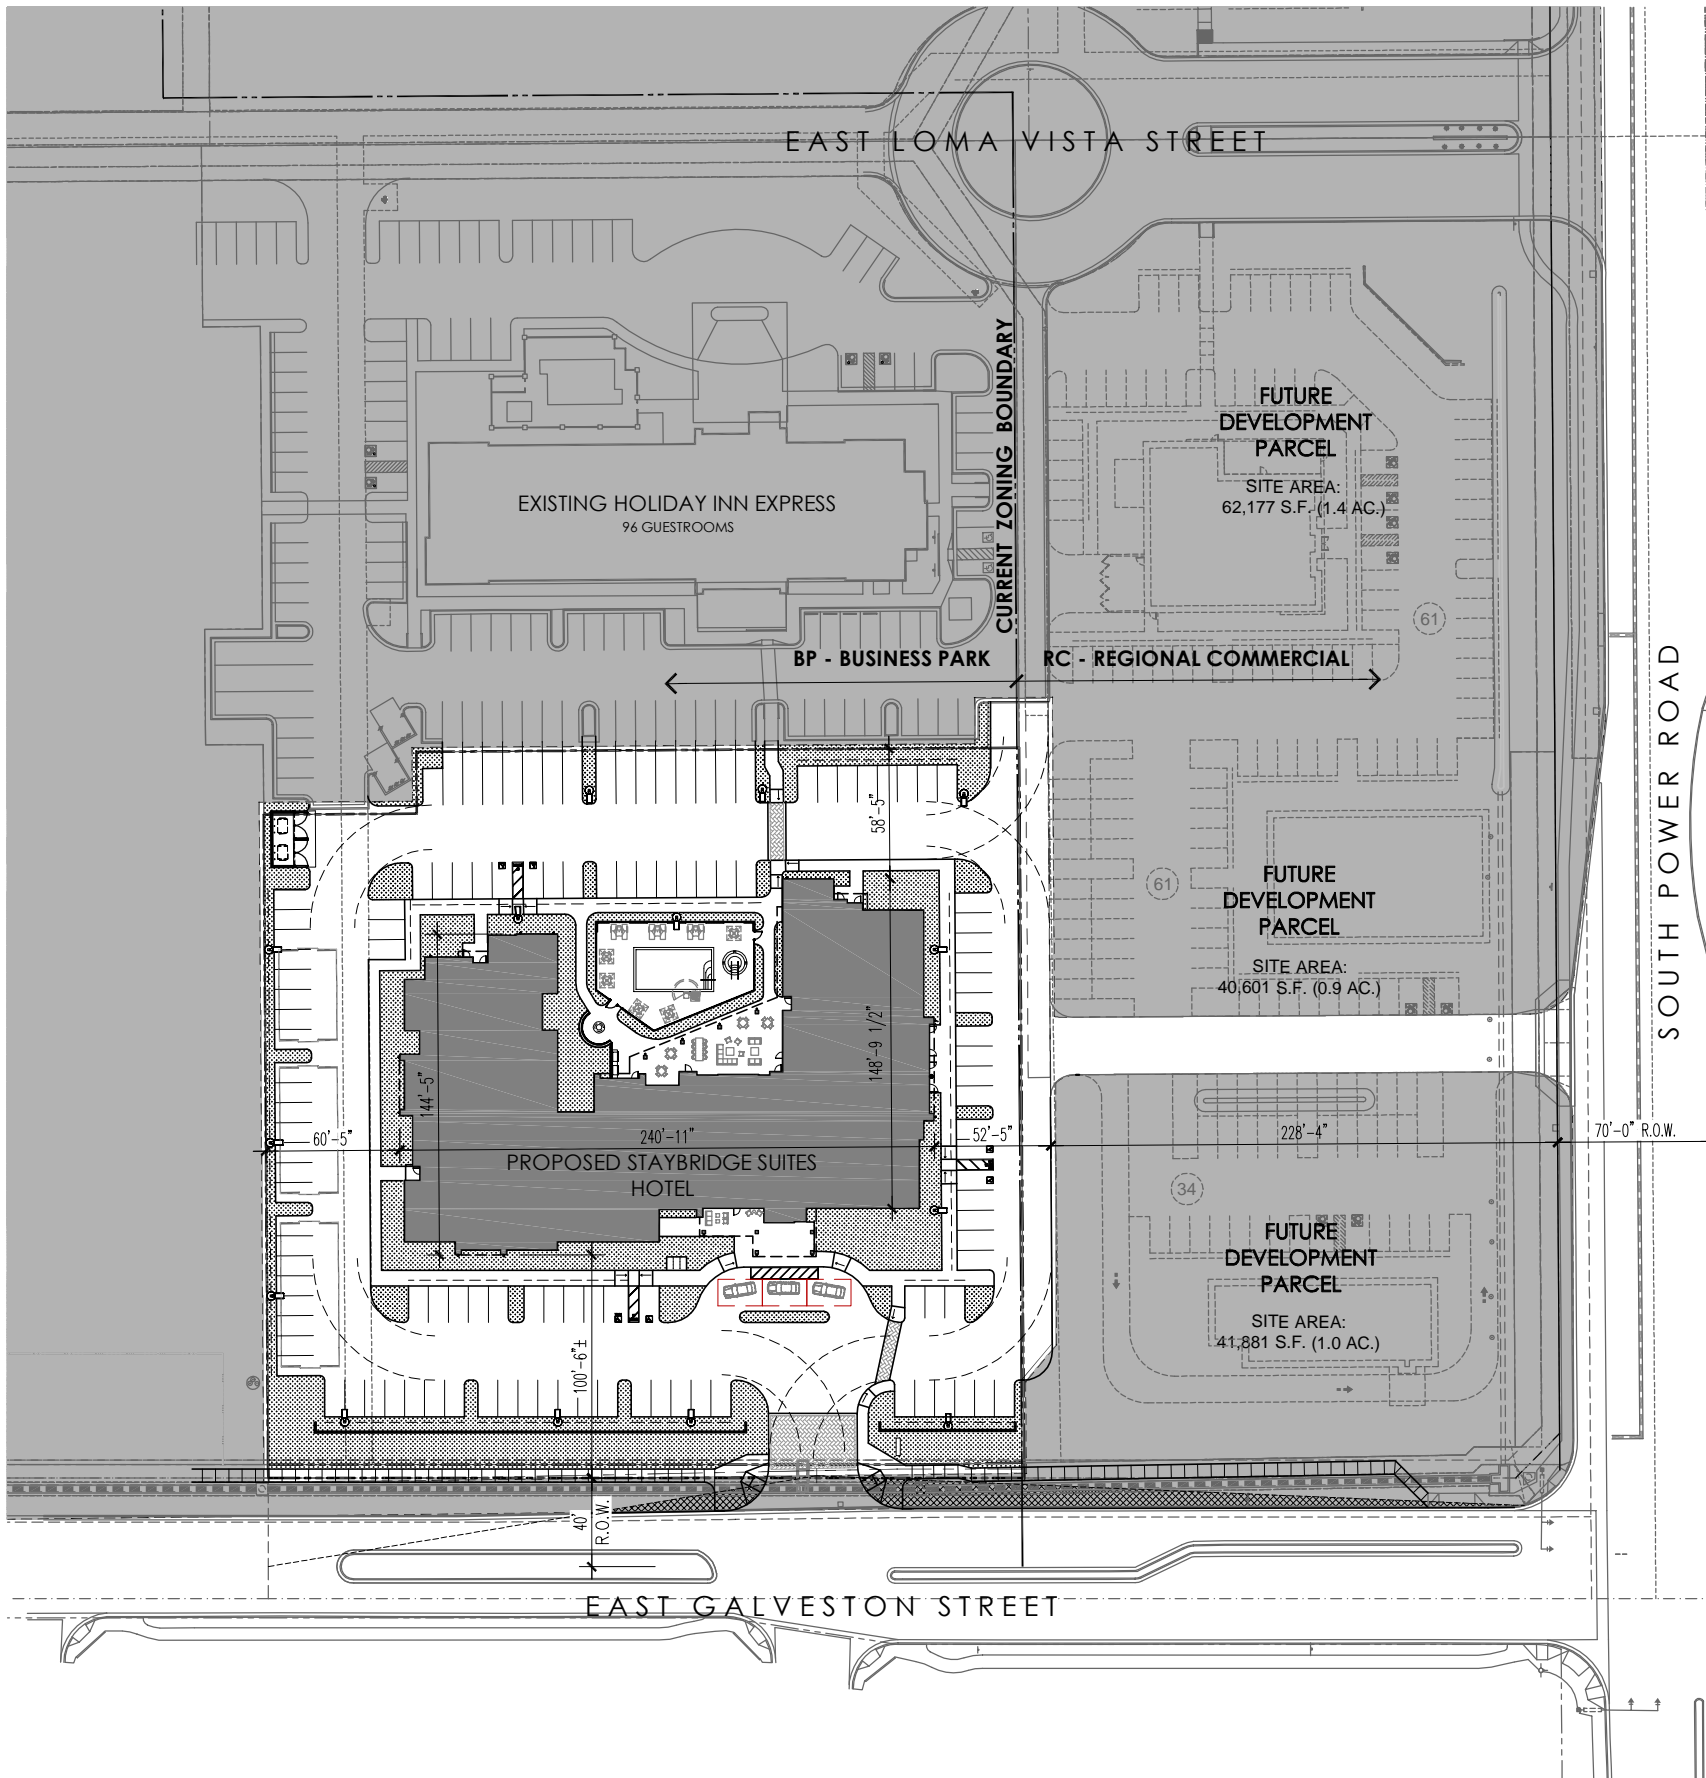 EAST LOMA VISTA STREET
CURRENT ZONING BOUNDARY
FUTURE
DEVELOPMENT
PARCEL
SITE AREA:
62,177 S.F. (1.4 AC.)
EXISTING HOLIDAY INN EXPRESS
96 GUESTROOMS
61
BP - BUSINESS PARK
RC - REGIONAL COMMERCIAL
SOUTH POWER ROAD
58'-5"
61
FUTURE
DEVELOPMENT
PARCEL
SITE AREA:
40,601 S.F. (0.9 AC.)
148'-9 1/2"
144'-5"
60'-5"
240'-11"
52'-5"
228'-4"
70'-0" R.O.W.
PROPOSED STAYBRIDGE SUITES
HOTEL
34
FUTURE
DEVELOPMENT
PARCEL
SITE AREA:
41,881 S.F. (1.0 AC.)
100'-6"±
40'
R.O.W.
EAST GALVESTON STREET